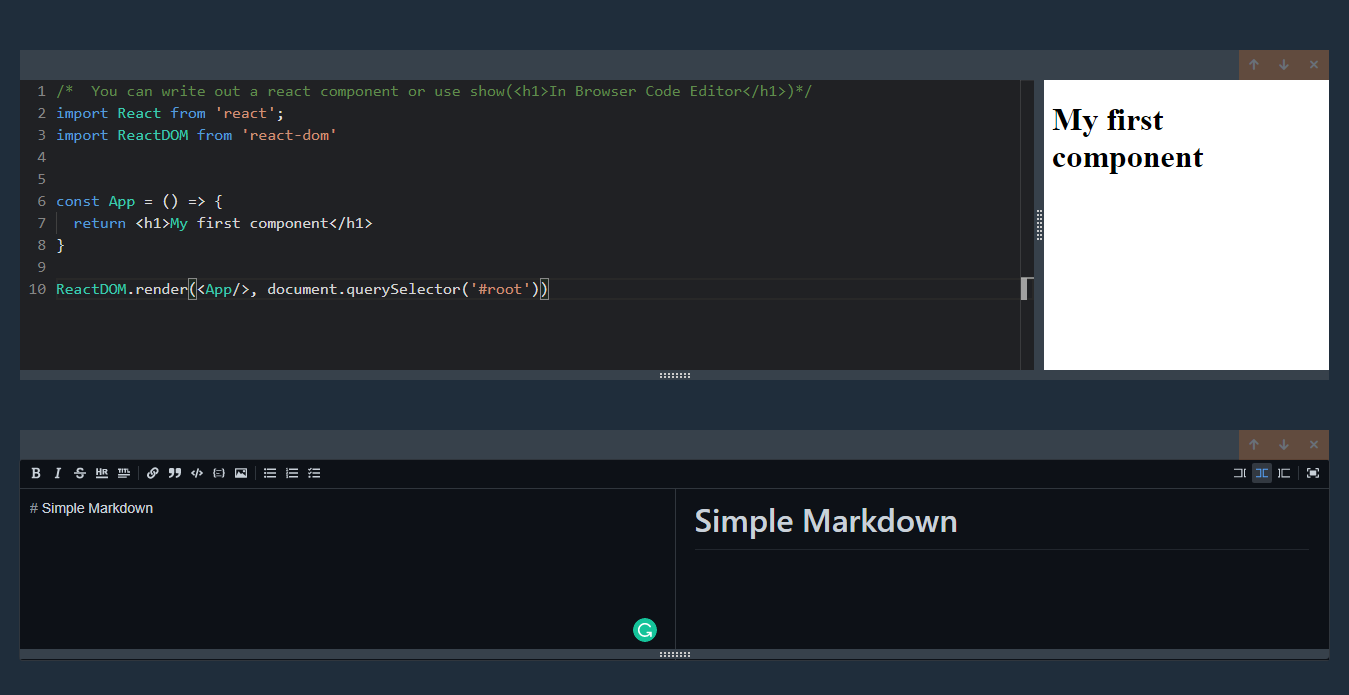 1 /*  You can write out a react component or use show(<h1>In Browser Code Editor</h1>)*/
2 import React from 'react';
3 import ReactDOM from 'react-dom'
4
5
6 const App = () => {
7   return <h1>My first component</h1>
8 }
9
10 ReactDOM.render(<App/>, document.querySelector('#root'))
My first
component
B I S HR TITL
# Simple Markdown
Simple Markdown